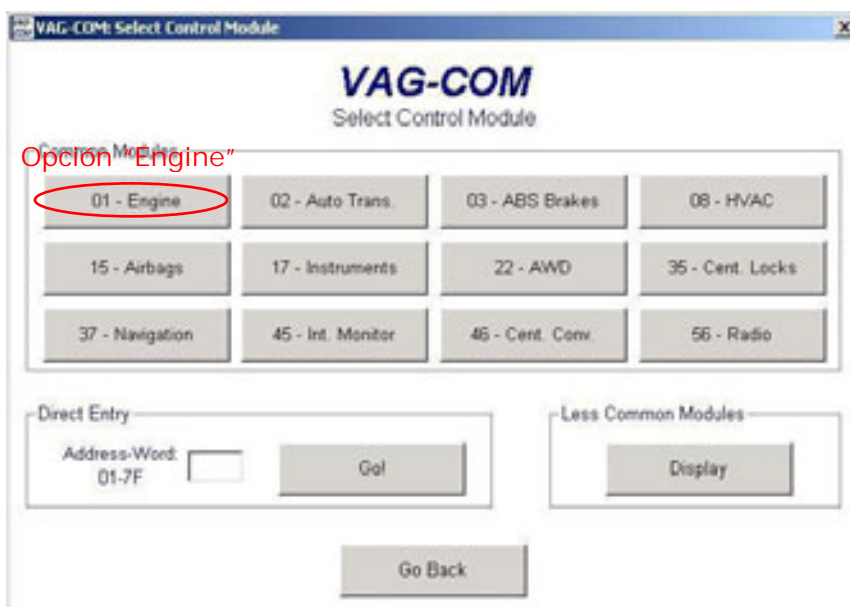 VAG-COM: Select Control Module
VAG-COM
Select Control Module
Common Modules
Opción "Engine"
01 - Engine 02 - Auto Trans. 03 - ABS Brakes 08 - HVAC
15 - Airbags 17 - Instruments 22 - AWD 35 - Cent. Locks
37 - Navigation 45 - Int. Monitor 46 - Cent. Conv. 56 - Radio
Direct Entry Less Common Modules
Address-Word: Go! Display
01-7F
Go Back